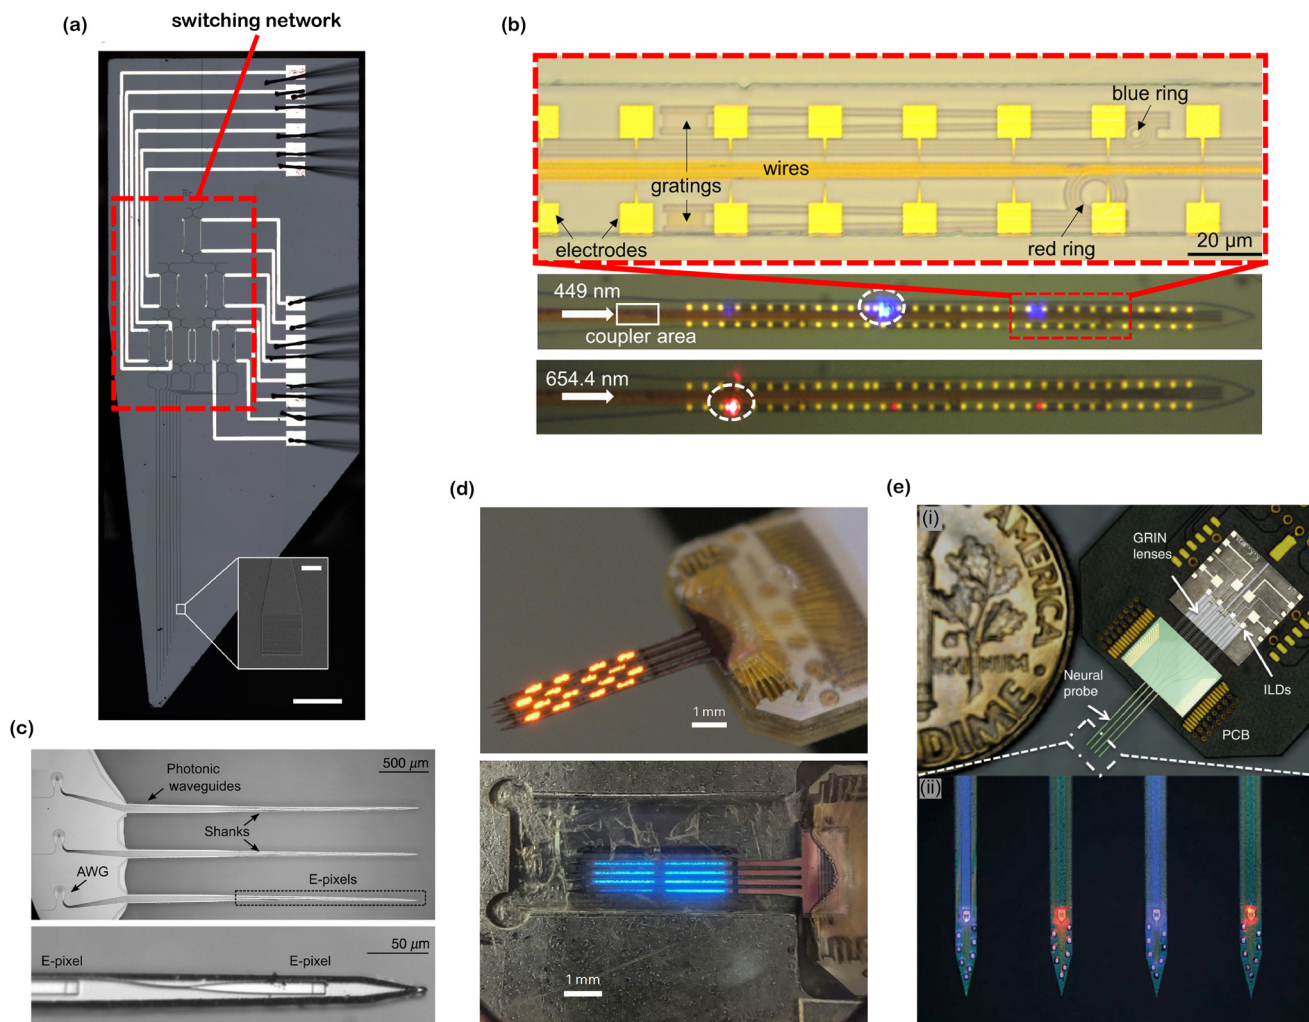 (a)
switching network
(b)
blue ring
wires
gratings
electrodes
red ring
20 µm
449 nm
coupler area
654.4 nm
(c)
Photonic
waveguides
500 µm
Shanks
AWG
E-pixels
50 µm
E-pixel
E-pixel
(d)
1 mm
1 mm
(e)
(i)
AMERICA
GRIN
lenses
Neural
probe
ILDs
PCB
DIME
(ii)